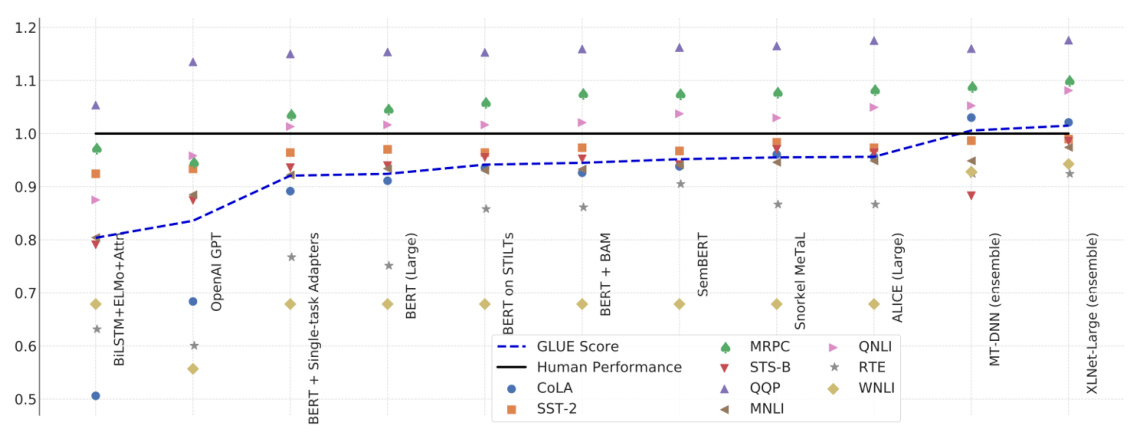 1.2
1.1
1.0
0.9
0.8
0.7
0.6
0.5
BiLSTM+ELMo+Attn
OpenAI GPT
BERT + Single-task Adapters
BERT (Large)
BERT on STILTs
BERT + BAM
SemBERT
Snorkel MeTaL
ALICE (Large)
MT-DNN (ensemble)
XLNet-Large (ensemble)
GLUE Score
Human Performance
CoLA
SST-2
MRPC
STS-B
QQP
MNLI
QNLI
RTE
WNLI